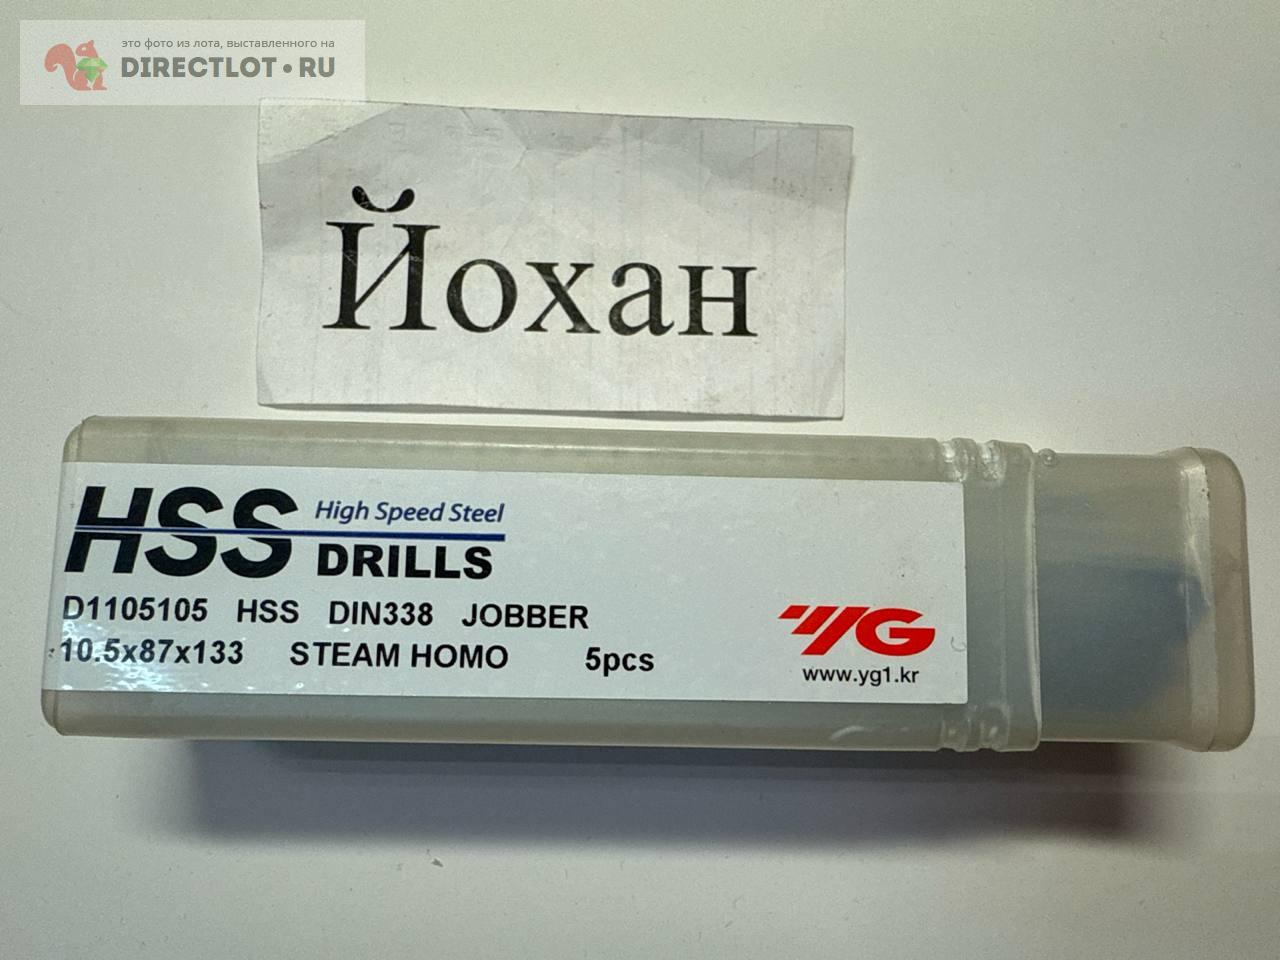 это фото из лота, выставленного на
DIRECTLOT•RU
Йохан
HSS High Speed Steel
DRILLS
D1105105 HSS DIN338 JOBBER
10.5x87x133 STEAM HOMO 5pcs
YG
www.yg1.kr